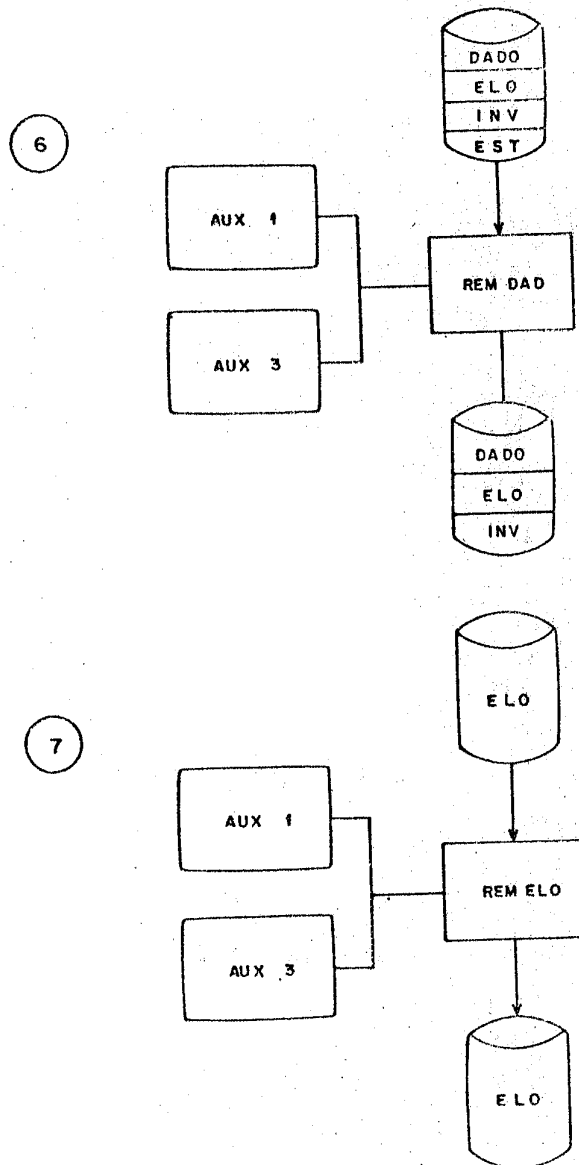 DADO
ELO
INV
EST
6
AUX 1
REM DAD
AUX 3
DADO
ELO
INV
ELO
7
AUX 1
REM ELO
AUX 3
ELO